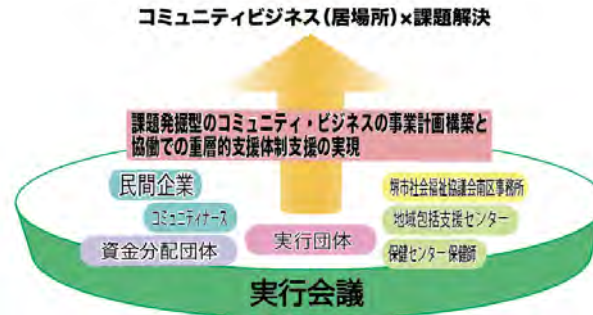 コミュニティビジネス(居場所)×課題解決
課題発掘型のコミュニティ・ビジネスの事業計画構築と
協働での重層的支援体制支援の実現
民間企業
堺市社会福祉協議会南区事務所
コミュニティナース
地域包括支援センター
資金分配団体
実行団体
保健センター 保健師
実行会議